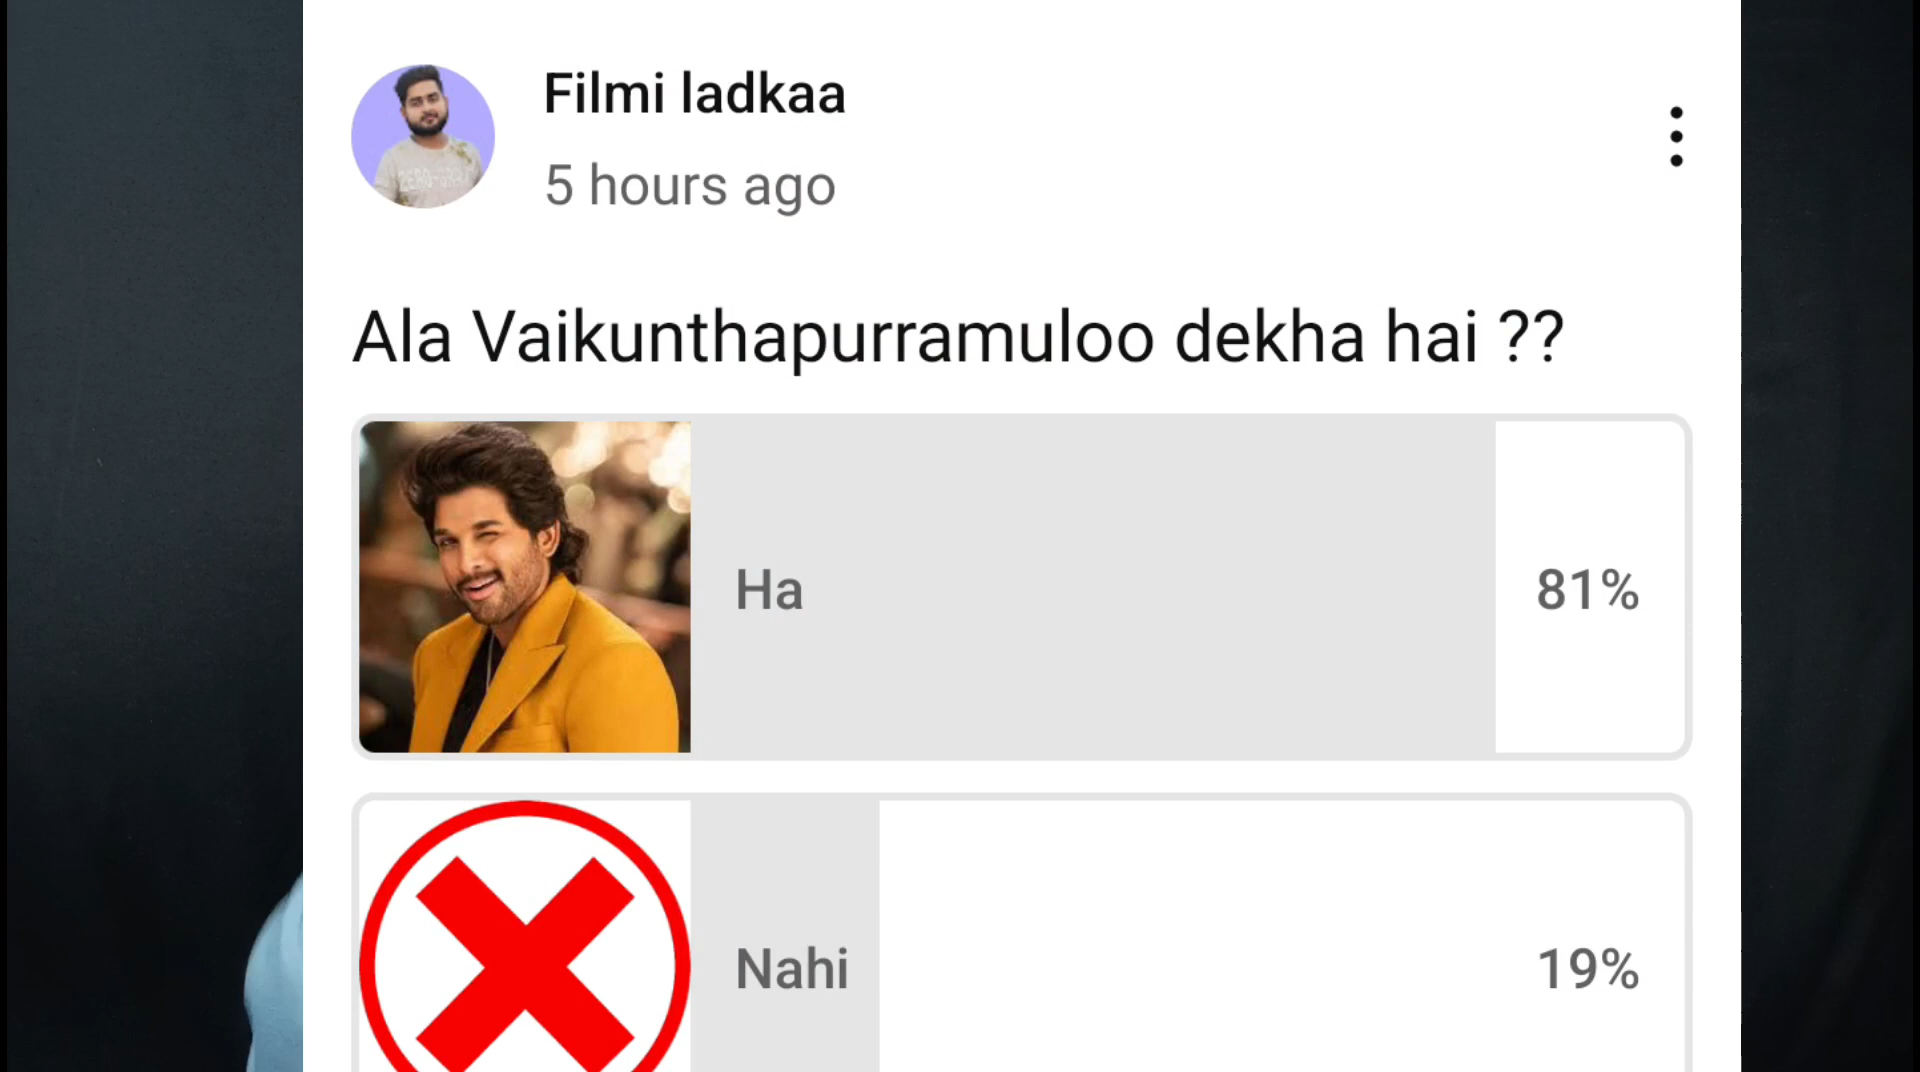 Filmi ladkaa
5 hours ago
Ala Vaikunthapurramuloo dekha hai ??
Ha
81%
Nahi
19%